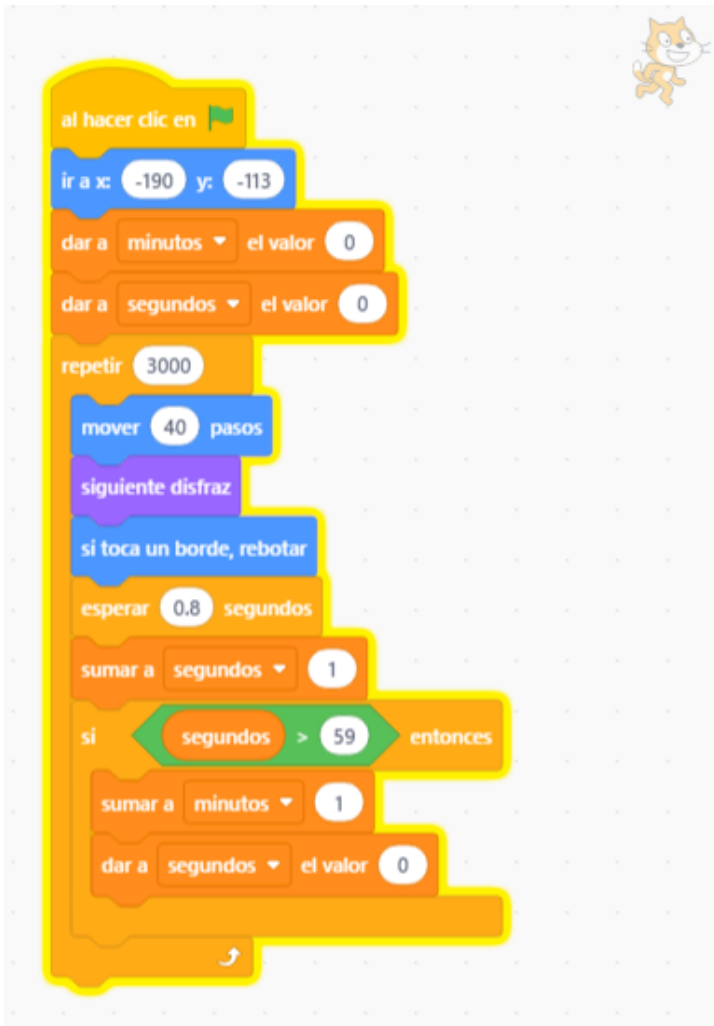 al hacer clic en
ir a x: -190 y: -113
dar a minutos el valor 0
dar a segundos el valor 0
repetir 3000
mover 40 pasos
siguiente disfraz
si toca un borde, rebotar
esperar 0.8 segundos
sumar a segundos 1
si segundos > 59 entonces
sumar a minutos 1
dar a segundos el valor 0